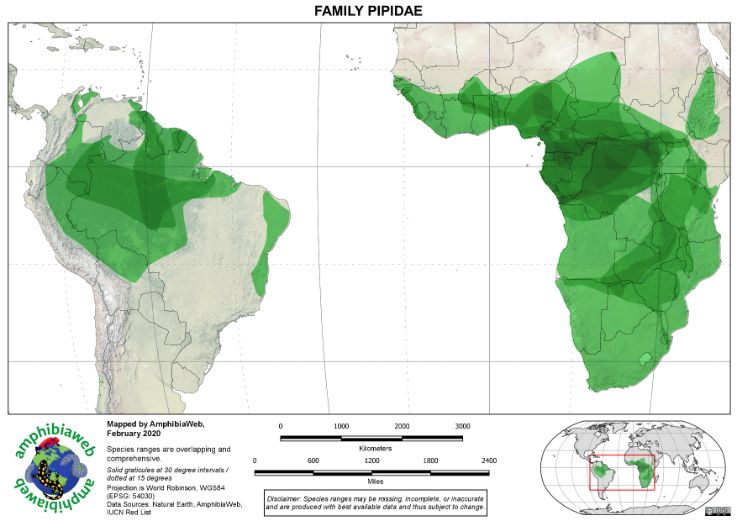 FAMILY PIPIDAE
amphibiaweb
amphibiaweb
Mapped by AmphibiaWeb,
February 2020
Species ranges are overlapping and
comprehensive.
Solid graticules at 30 degree intervals /
dotted at 15 degrees
Projection is World Robinson, WGS84
(EPSG: 54030)
Data Sources: Natural Earth, AmphibiaWeb,
IUCN Red List
0 1000 2000 3000
Kilometers
0 600 1200 1800 2400
Miles
Disclaimer: Species ranges may be missing, incomplete, or inaccurate
and are produced with best available data and thus subject to change.